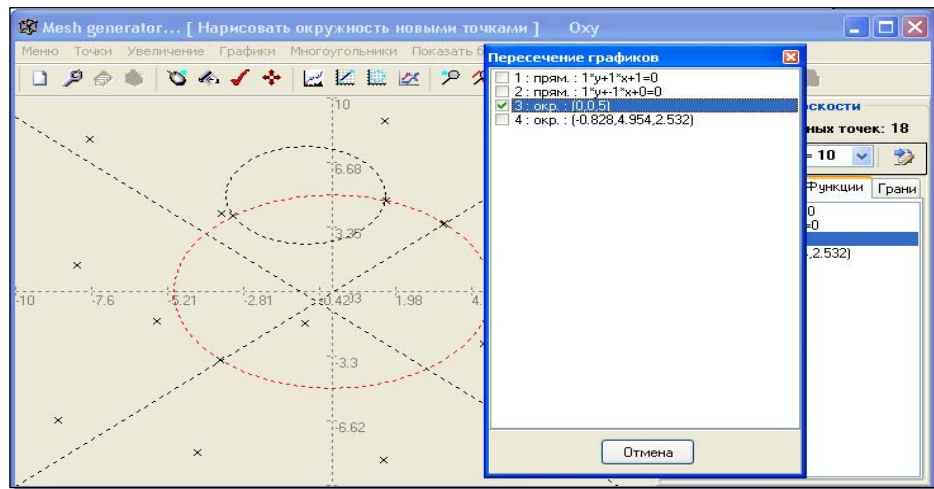 Mesh generator... [ Нарисовать окружность новыми точками ] Oxy
Меню Точки Увеличение Графики Многоугольники Показать
Пересечение графиков
1 : прям. : 1*y+1*x+1=0
2 : прям. : 1*y+-1*x+0=0
3 : окр. : (0,0,5)
4 : окр. : (-0.828,4.954,2.532)
скости
ных точек: 18
= 10
Функции Грани
0
=0
,2.532)
10
6.68
3.35
-10 -7.6 -5.21 -2.81 1.98 4.
-3.3
-6.62
Отмена